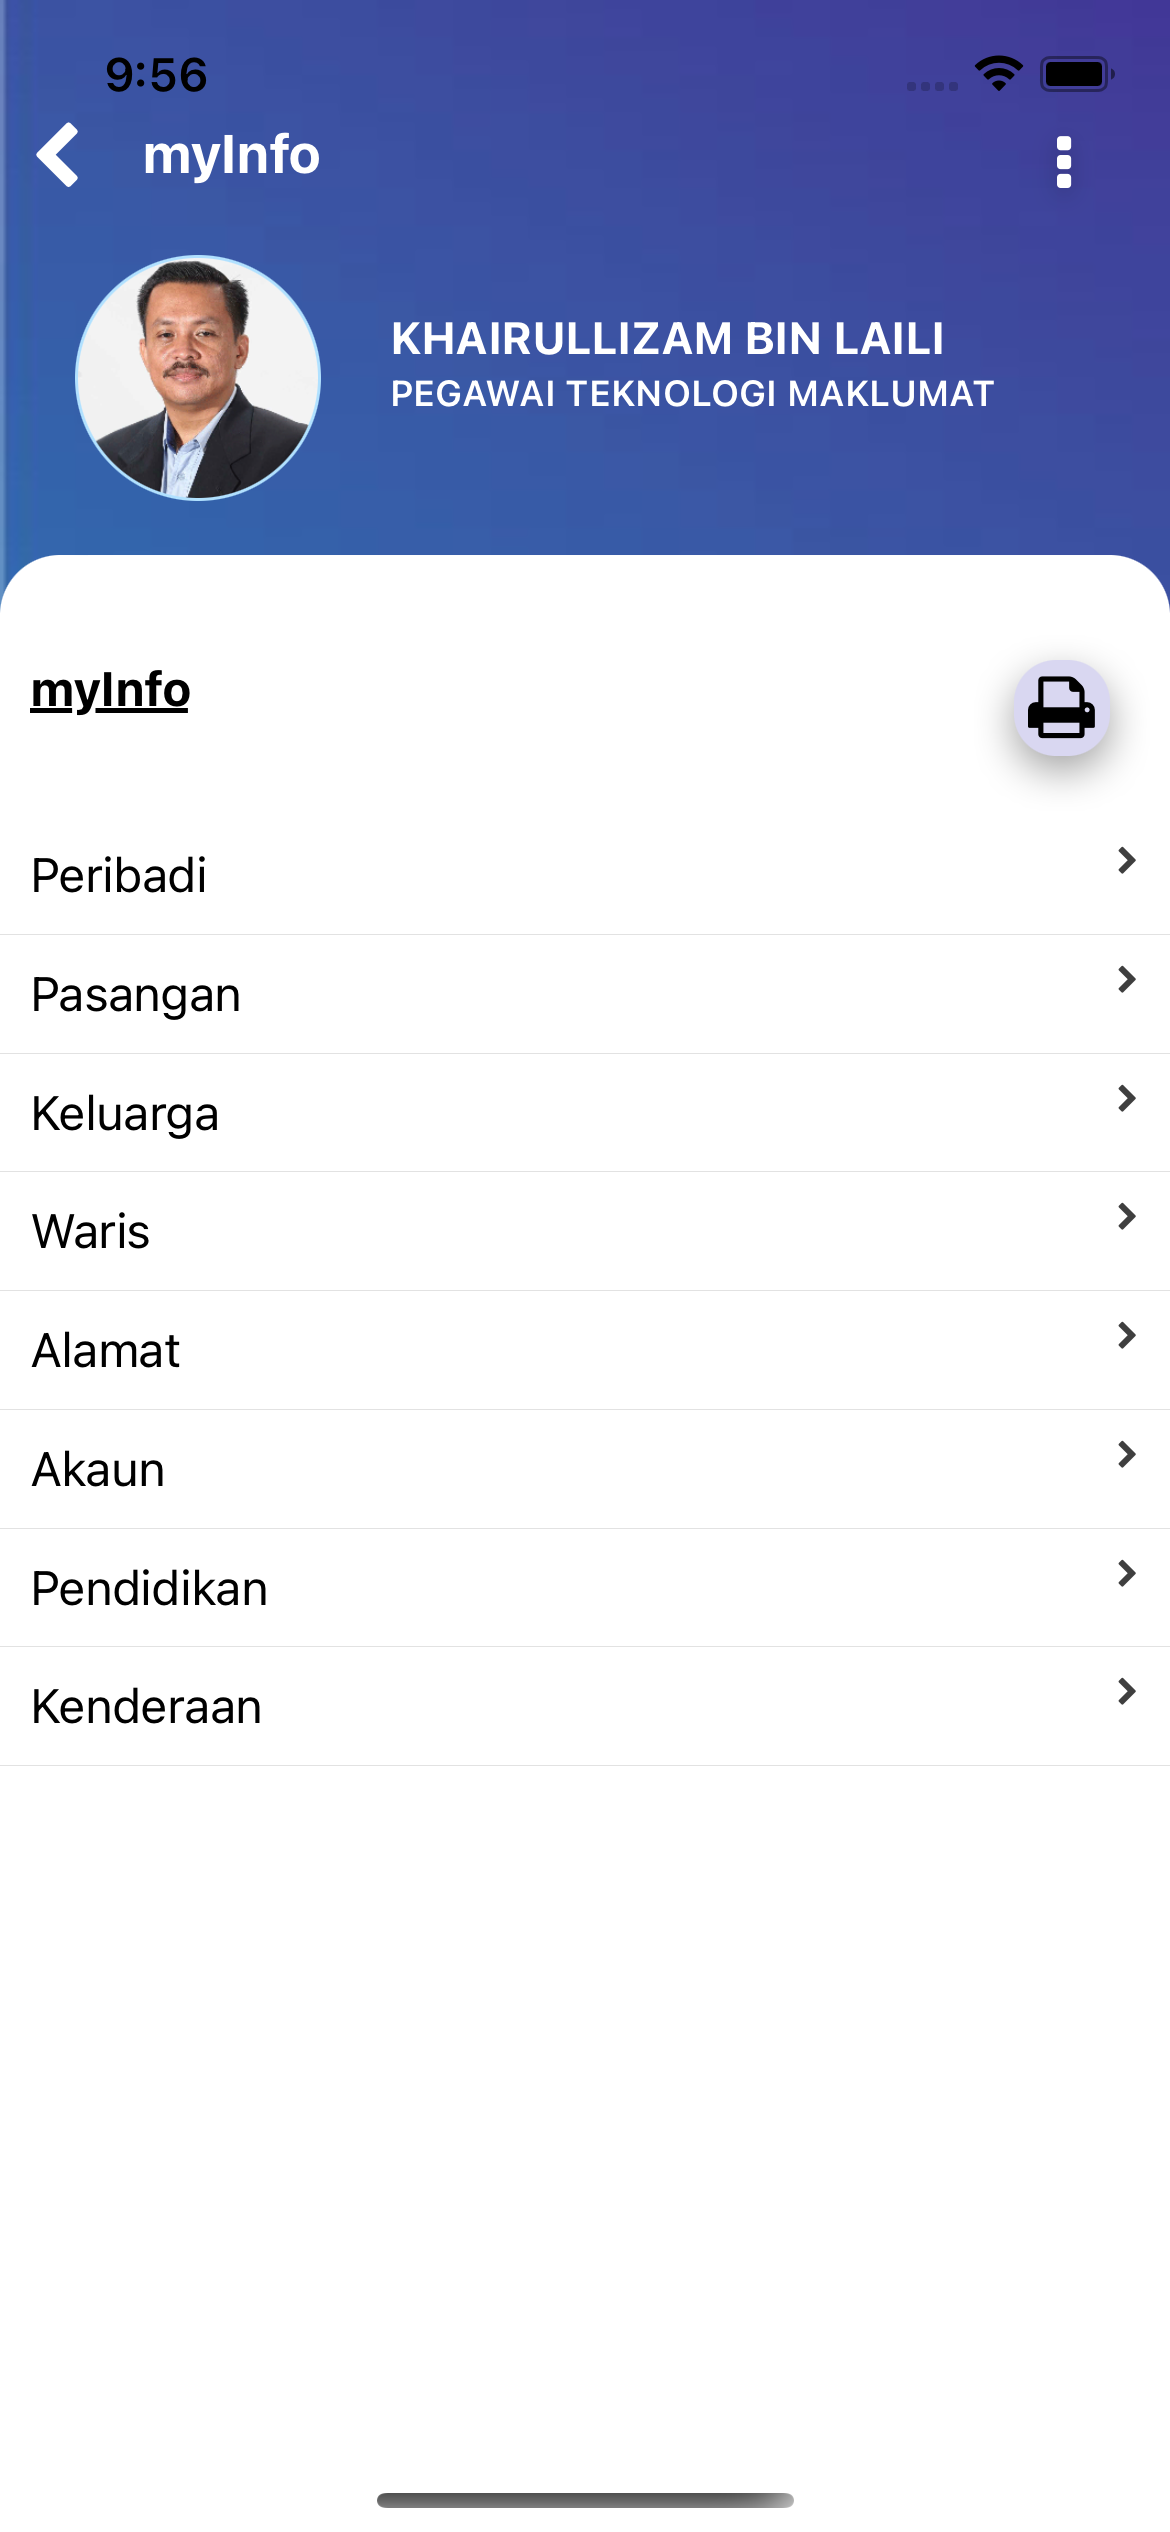 9:56
myInfo
KHAIRULLIZAM BIN LAILI
PEGAWAI TEKNOLOGI MAKLUMAT
myInfo
Peribadi
Pasangan
Keluarga
Waris
Alamat
Akaun
Pendidikan
Kenderaan